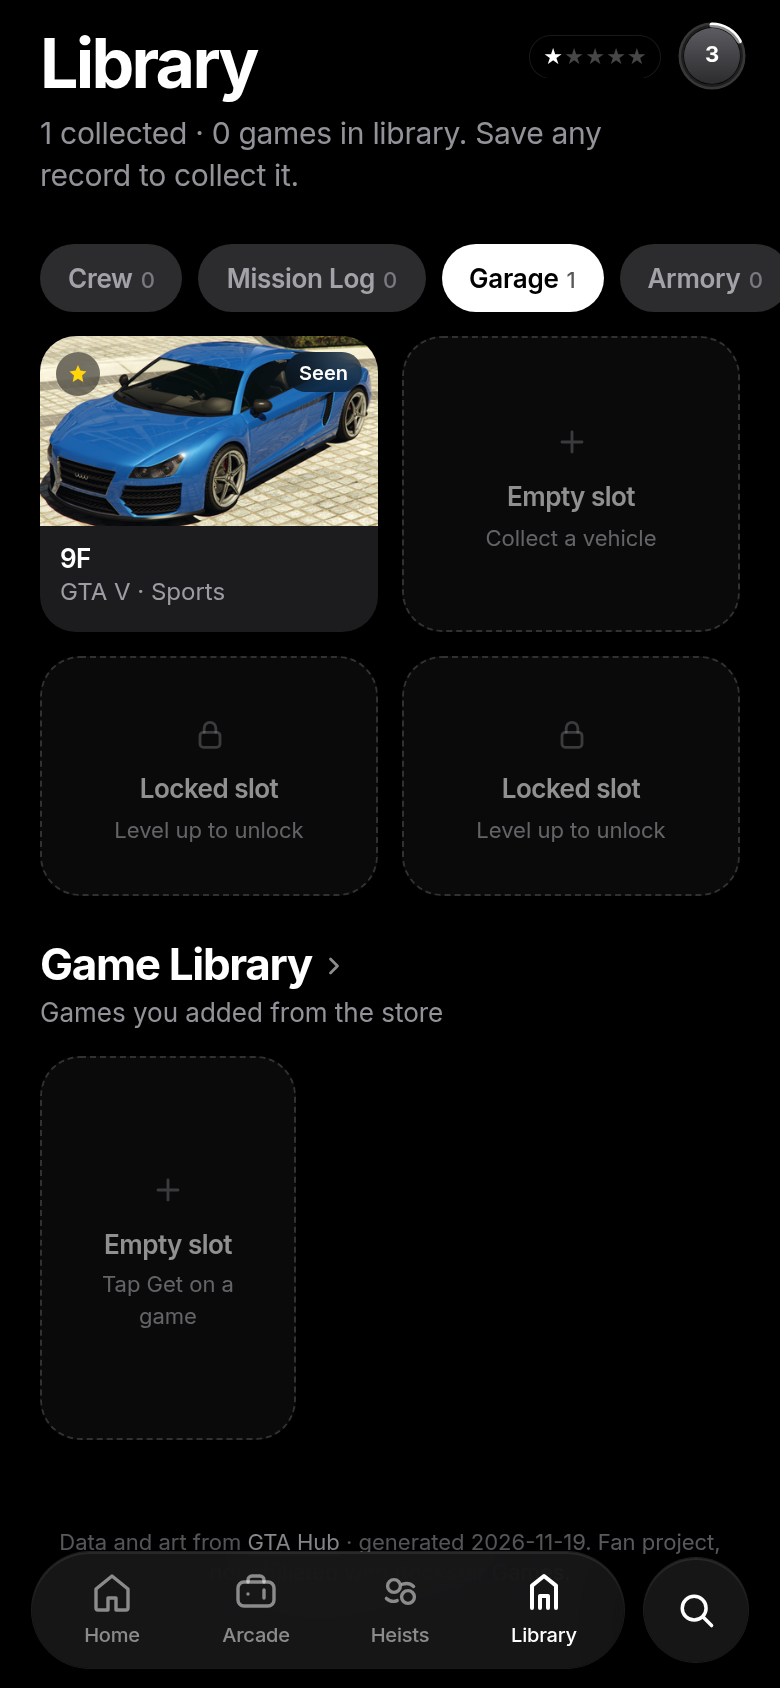 Library
★★★★★
3
1 collected · 0 games in library. Save any
record to collect it.
Crew 0
Mission Log 0
Garage 1
Armory 0
Seen
9F
GTA V · Sports
Empty slot
Collect a vehicle
Locked slot
Level up to unlock
Locked slot
Level up to unlock
Game Library
Games you added from the store
Empty slot
Tap Get on a
game
Data and art from GTA Hub · generated 2026-11-19. Fan project,
Home
Arcade
Heists
Library